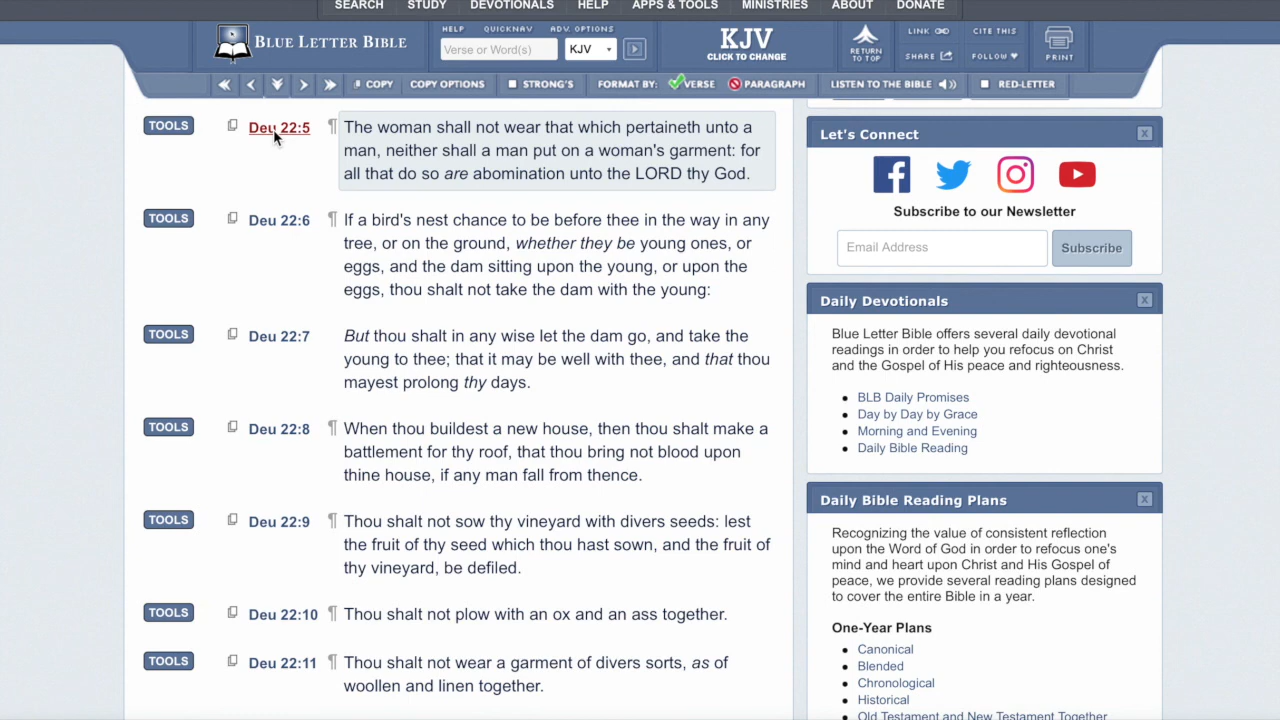 SEARCH STUDY DEVOTIONALS HELP APPS & TOOLS MINISTRIES ABOUT DONATE
BLUE LETTER BIBLE
HELP QUICKNAV ADV. OPTIONS
Verse or Word(s) KJV
KJV
CLICK TO CHANGE
RETURN
TO TOP
LINK CITE THIS
SHARE FOLLOW
PRINT
COPY COPY OPTIONS STRONG'S FORMAT BY: VERSE PARAGRAPH LISTEN TO THE BIBLE RED-LETTER
TOOLS Deu 22:5 ¶ The woman shall not wear that which pertaineth unto a
man, neither shall a man put on a woman's garment: for
all that do so are abomination unto the LORD thy God.
TOOLS Deu 22:6 ¶ If a bird's nest chance to be before thee in the way in any
tree, or on the ground, whether they be young ones, or
eggs, and the dam sitting upon the young, or upon the
eggs, thou shalt not take the dam with the young:
TOOLS Deu 22:7 But thou shalt in any wise let the dam go, and take the
young to thee; that it may be well with thee, and that thou
mayest prolong thy days.
TOOLS Deu 22:8 ¶ When thou buildest a new house, then thou shalt make a
battlement for thy roof, that thou bring not blood upon
thine house, if any man fall from thence.
TOOLS Deu 22:9 ¶ Thou shalt not sow thy vineyard with divers seeds: lest
the fruit of thy seed which thou hast sown, and the fruit of
thy vineyard, be defiled.
TOOLS Deu 22:10 ¶ Thou shalt not plow with an ox and an ass together.
TOOLS Deu 22:11 ¶ Thou shalt not wear a garment of divers sorts, as of
woollen and linen together.
Let's Connect X
Subscribe to our Newsletter
Email Address Subscribe
Daily Devotionals X
Blue Letter Bible offers several daily devotional
readings in order to help you refocus on Christ
and the Gospel of His peace and righteousness.
BLB Daily Promises
Day by Day by Grace
Morning and Evening
Daily Bible Reading
Daily Bible Reading Plans X
Recognizing the value of consistent reflection
upon the Word of God in order to refocus one's
mind and heart upon Christ and His Gospel of
peace, we provide several reading plans designed
to cover the entire Bible in a year.
One-Year Plans
Canonical
Blended
Chronological
Historical
Old Testament and New Testament Together